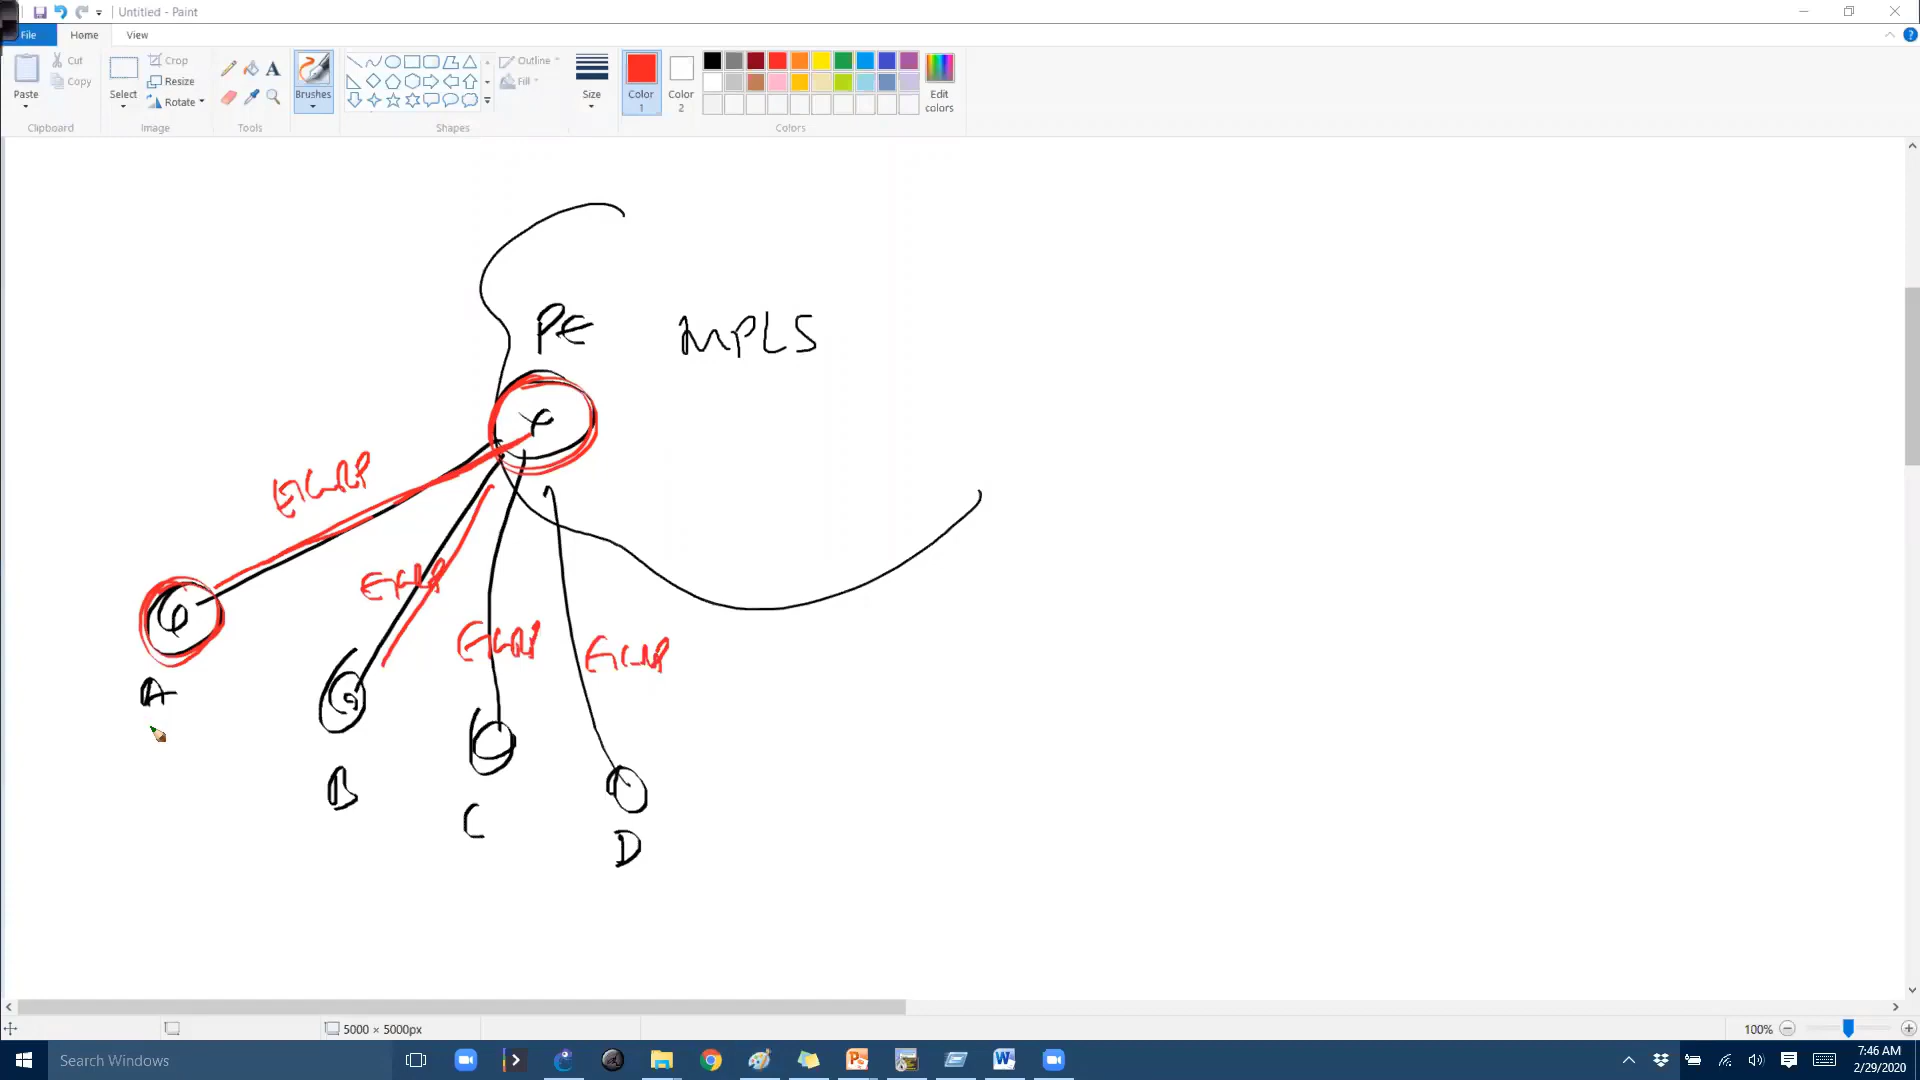 Untitled - Paint
File Home View
Paste
Cut
Copy
Clipboard
Select
Crop
Resize
Rotate
Image
Tools
Brushes
Shapes
Outline
Fill
Size
Color 1
Color 2
Edit colors
Colors
PE MPLS
EIGRP
EIGRP
EIGRP
EIGRP
A
B
C
D
5000 × 5000px
100%
Search Windows
7:46 AM
2/29/2020